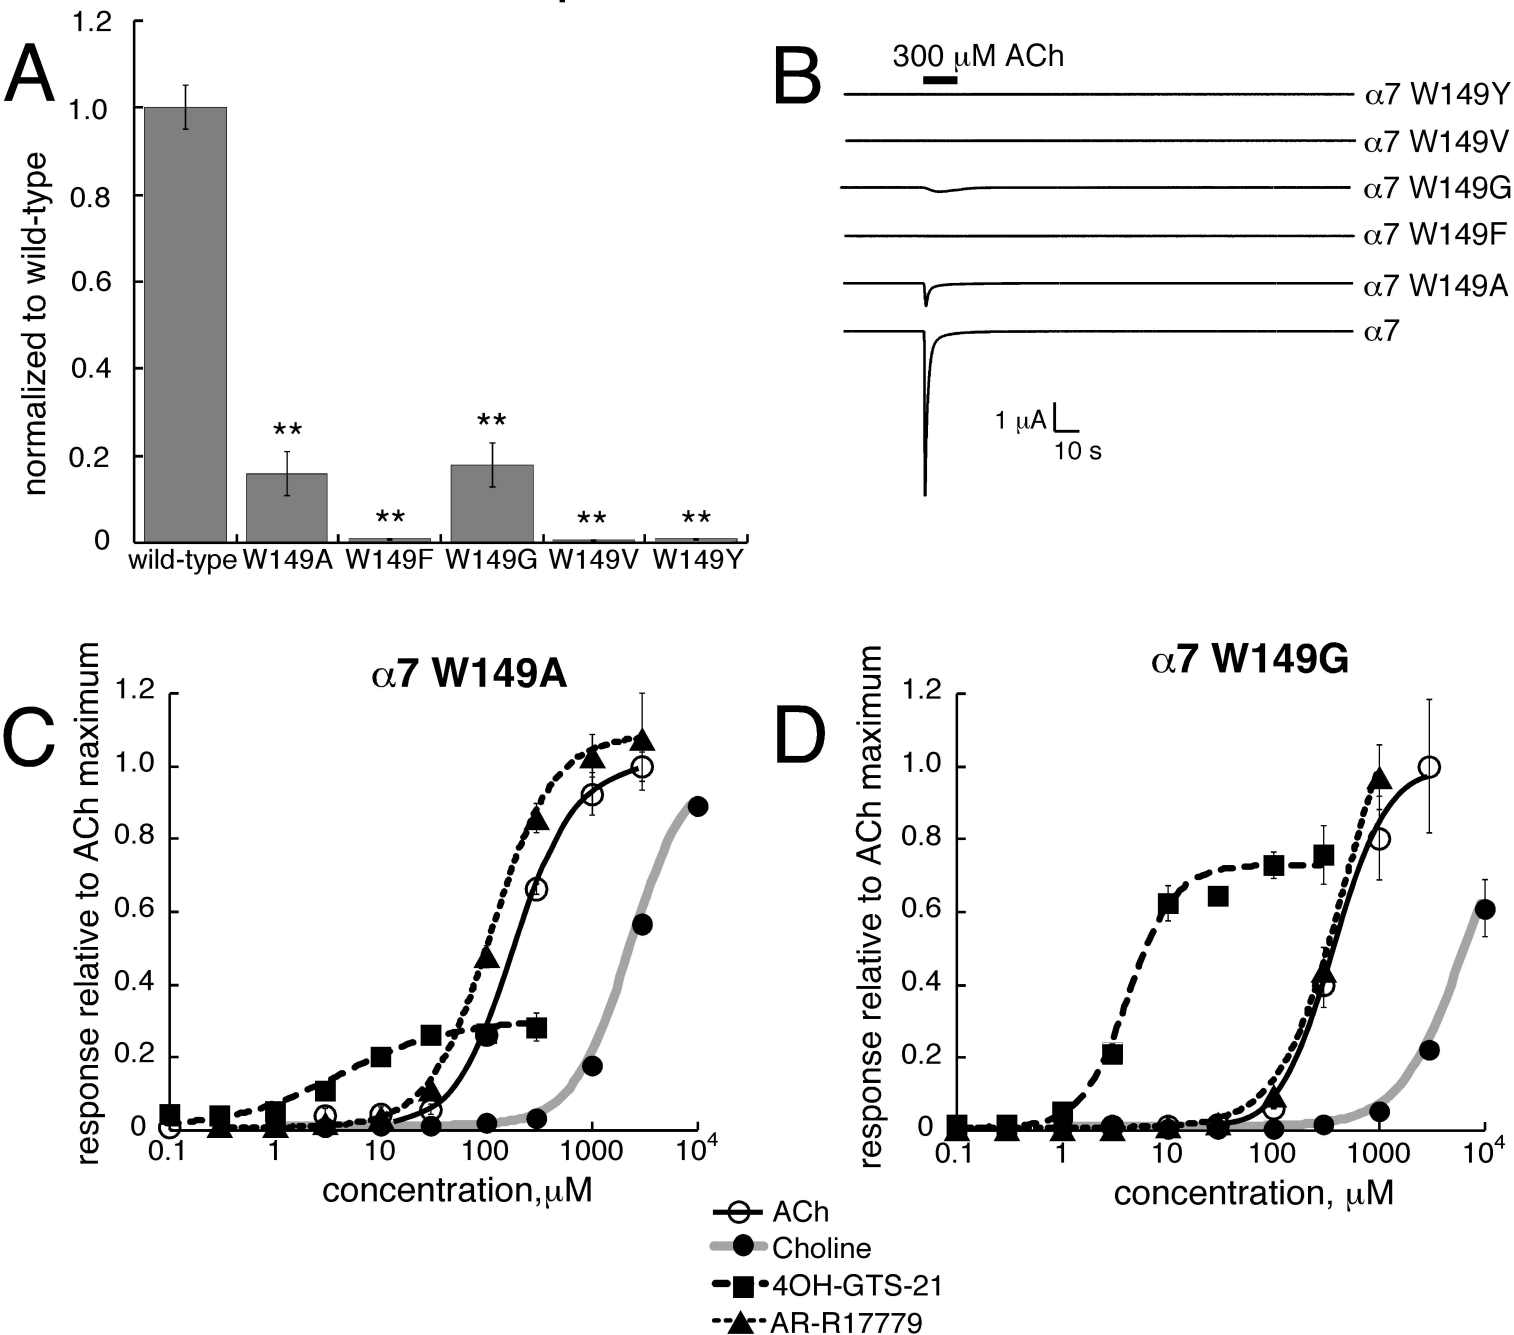 A
normalized to wild-type
1.2
1.0
0.8
0.6
0.4
0.2
0
**
**
**
**
**
wild-type W149A W149F W149G W149V W149Y
B
300 μM ACh
α7 W149Y
α7 W149V
α7 W149G
α7 W149F
α7 W149A
α7
1 μA
10 s
C
α7 W149A
response relative to ACh maximum
1.2
1.0
0.8
0.6
0.4
0.2
0
0.1 1 10 100 1000 10⁴
concentration,μM
D
α7 W149G
response relative to ACh maximum
1.2
1.0
0.8
0.6
0.4
0.2
0
0.1 1 10 100 1000 10⁴
concentration, μM
ACh
Choline
4OH-GTS-21
AR-R17779